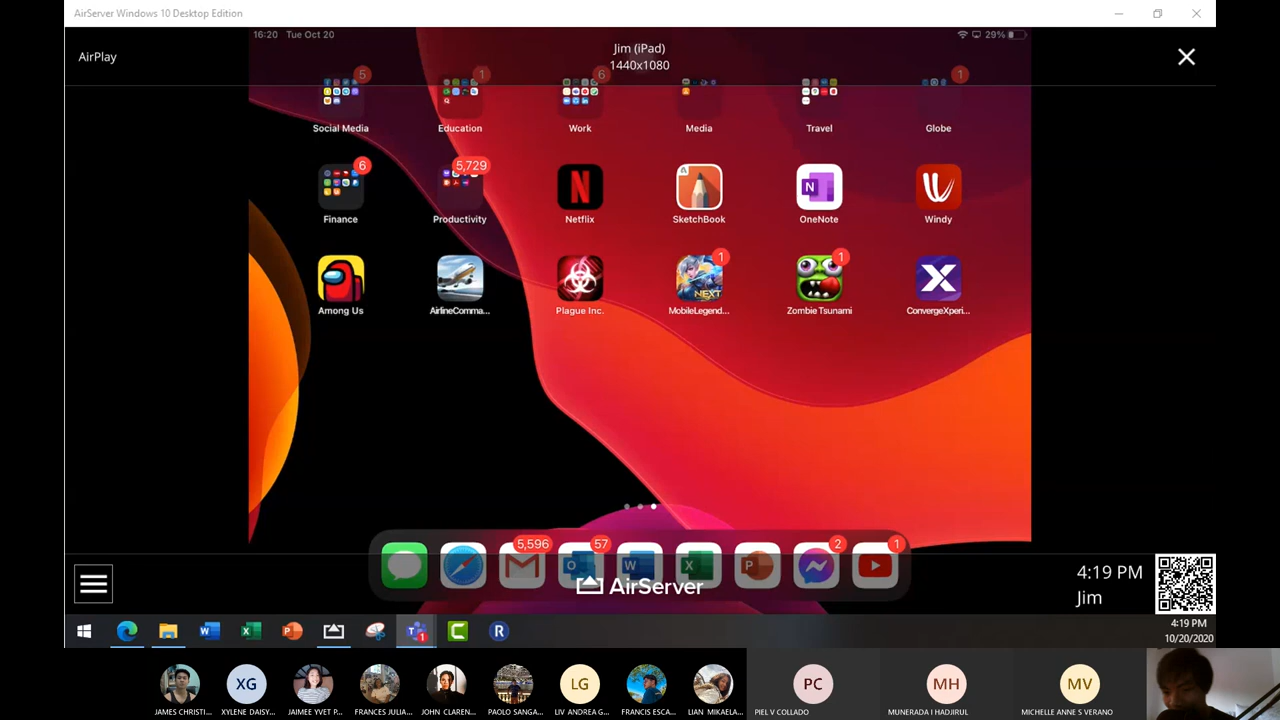 AirServer Windows 10 Desktop Edition
16:20 Tue Oct 20
29%
AirPlay
Jim (iPad)
1440x1080
5
1
6
1
Social Media
Education
Work
Media
Travel
Globe
6
5,729
Finance
Productivity
Netflix
SketchBook
OneNote
Windy
1
1
NEXT
Among Us
AirlineComma...
Plague Inc.
MobileLegend...
Zombie Tsunami
ConvergeXperi...
5,596
57
2
1
AirServer
4:19 PM
Jim
4:19 PM
10/20/2020
XG
LG
PC
MH
MV
JAMES CHRISTI...
XYLENE DAISY...
JAIMEE YVET P...
FRANCES JULIA...
JOHN CLAREN...
PAOLO SANGA...
LIV ANDREA G...
FRANCIS ESCA...
LIAN MIKAELA...
PIEL V COLLADO
MUNERADA I HADJIRUL
MICHELLE ANNE S VERANO